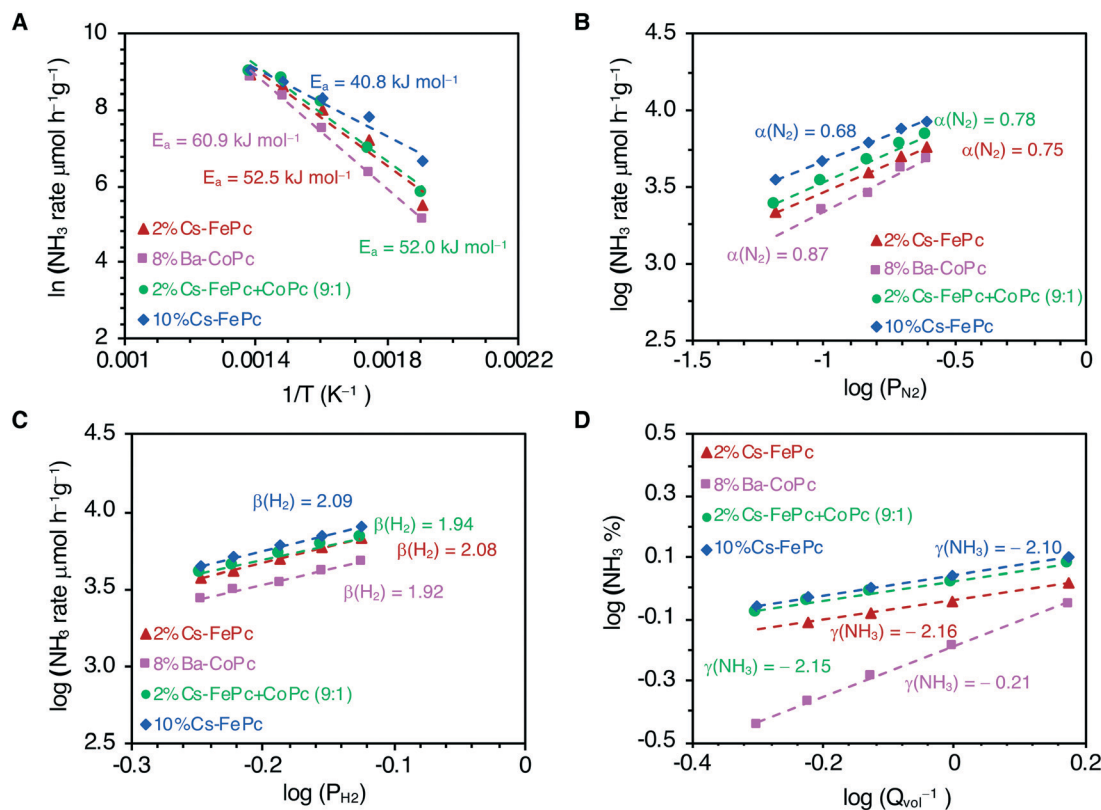 A
ln (NH₃ rate μmol h⁻¹g⁻¹)
10
8
6
4
2
0.001
0.0014
0.0018
0.0022
1/T (K⁻¹)
Eₐ = 40.8 kJ mol⁻¹
Eₐ = 60.9 kJ mol⁻¹
Eₐ = 52.5 kJ mol⁻¹
Eₐ = 52.0 kJ mol⁻¹
2%Cs-FePc
8%Ba-CoPc
2%Cs-FePc+CoPc (9:1)
10%Cs-FePc
B
log (NH₃ rate μmol h⁻¹g⁻¹)
4.5
4.0
3.5
3.0
2.5
-1.5
-1
-0.5
0
log (P_N2)
α(N₂) = 0.68
α(N₂) = 0.78
α(N₂) = 0.75
α(N₂) = 0.87
2%Cs-FePc
8%Ba-CoPc
2%Cs-FePc+CoPc (9:1)
10%Cs-FePc
C
log (NH₃ rate μmol h⁻¹g⁻¹)
4.5
4.0
3.5
3.0
2.5
-0.3
-0.2
-0.1
0
log (P_H2)
β(H₂) = 2.09
β(H₂) = 1.94
β(H₂) = 2.08
β(H₂) = 1.92
2%Cs-FePc
8%Ba-CoPc
2%Cs-FePc+CoPc (9:1)
10%Cs-FePc
D
log (NH₃ %)
0.5
0.3
0.1
-0.1
-0.3
-0.5
-0.4
-0.2
0
0.2
log (Q_vol⁻¹)
2%Cs-FePc
8%Ba-CoPc
2%Cs-FePc+CoPc (9:1)
10%Cs-FePc
γ(NH₃) = − 2.10
γ(NH₃) = − 2.16
γ(NH₃) = − 2.15
γ(NH₃) = − 0.21